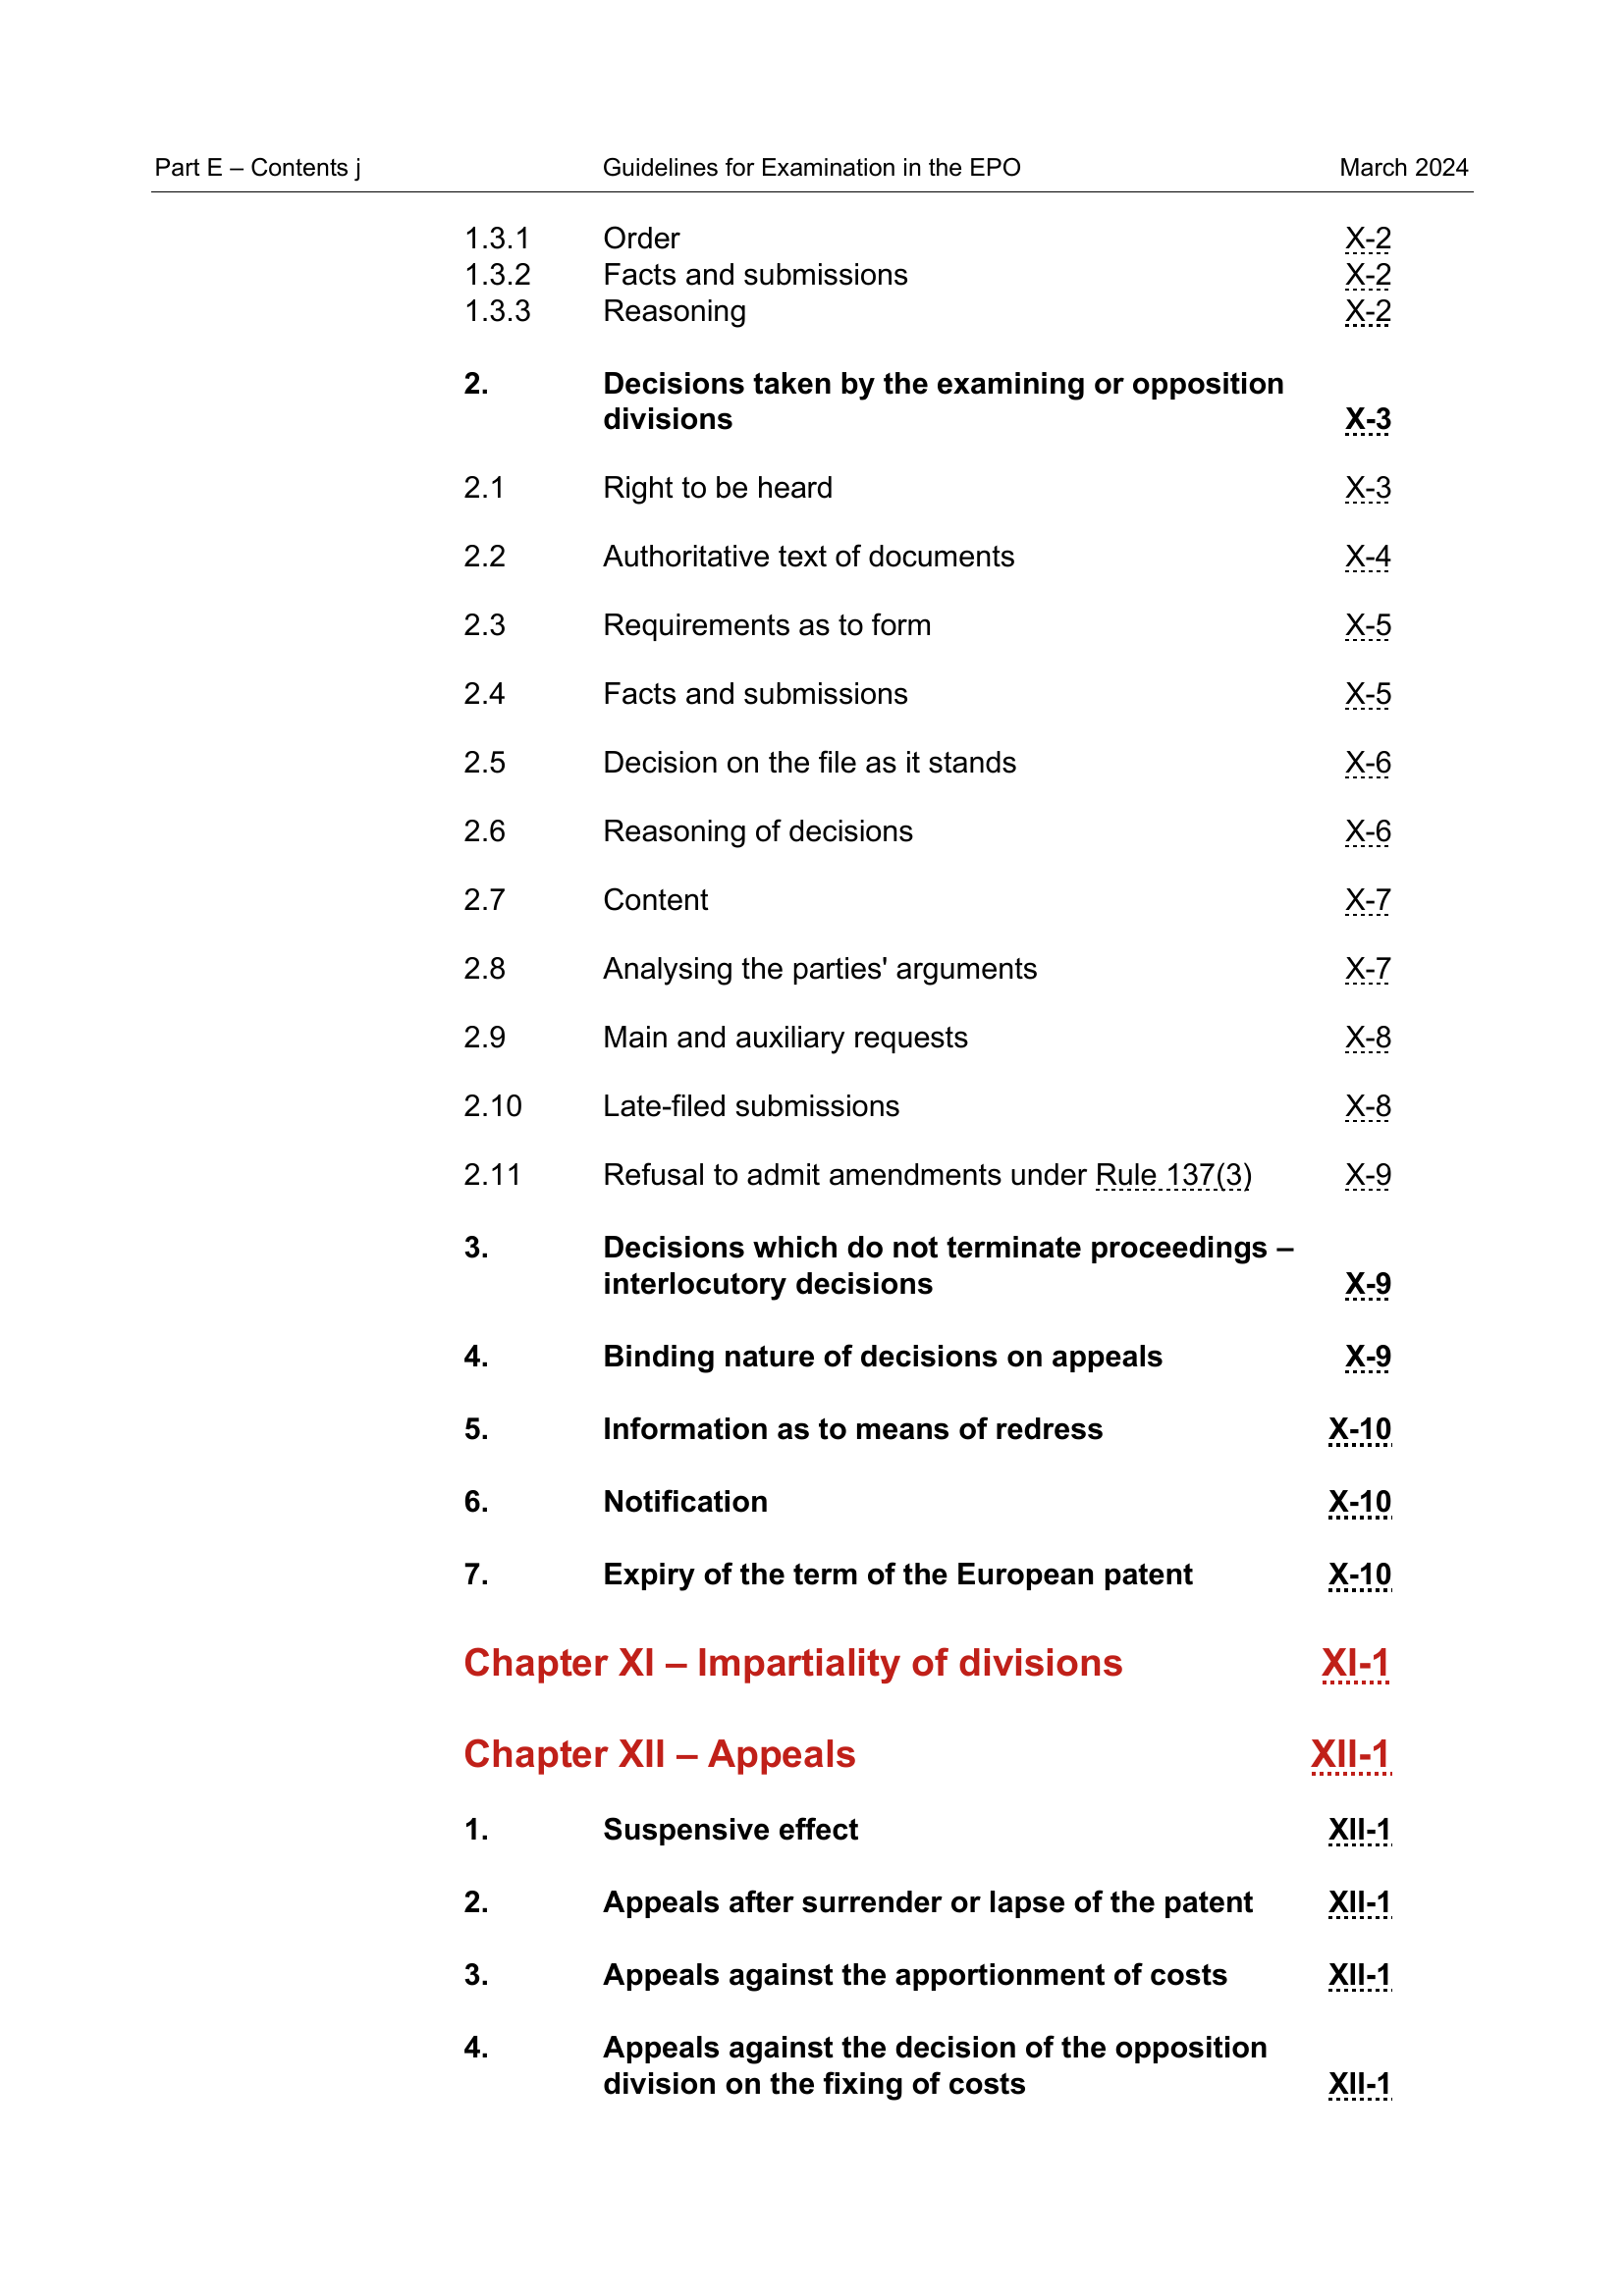 Part E – Contents j Guidelines for Examination in the EPO March 2024
1.3.1 Order X-2
1.3.2 Facts and submissions X-2
1.3.3 Reasoning X-2
2. Decisions taken by the examining or opposition
divisions X-3
2.1 Right to be heard X-3
2.2 Authoritative text of documents X-4
2.3 Requirements as to form X-5
2.4 Facts and submissions X-5
2.5 Decision on the file as it stands X-6
2.6 Reasoning of decisions X-6
2.7 Content X-7
2.8 Analysing the parties' arguments X-7
2.9 Main and auxiliary requests X-8
2.10 Late-filed submissions X-8
2.11 Refusal to admit amendments under Rule 137(3) X-9
3. Decisions which do not terminate proceedings –
interlocutory decisions X-9
4. Binding nature of decisions on appeals X-9
5. Information as to means of redress X-10
6. Notification X-10
7. Expiry of the term of the European patent X-10
Chapter XI – Impartiality of divisions XI-1
Chapter XII – Appeals XII-1
1. Suspensive effect XII-1
2. Appeals after surrender or lapse of the patent XII-1
3. Appeals against the apportionment of costs XII-1
4. Appeals against the decision of the opposition
division on the fixing of costs XII-1